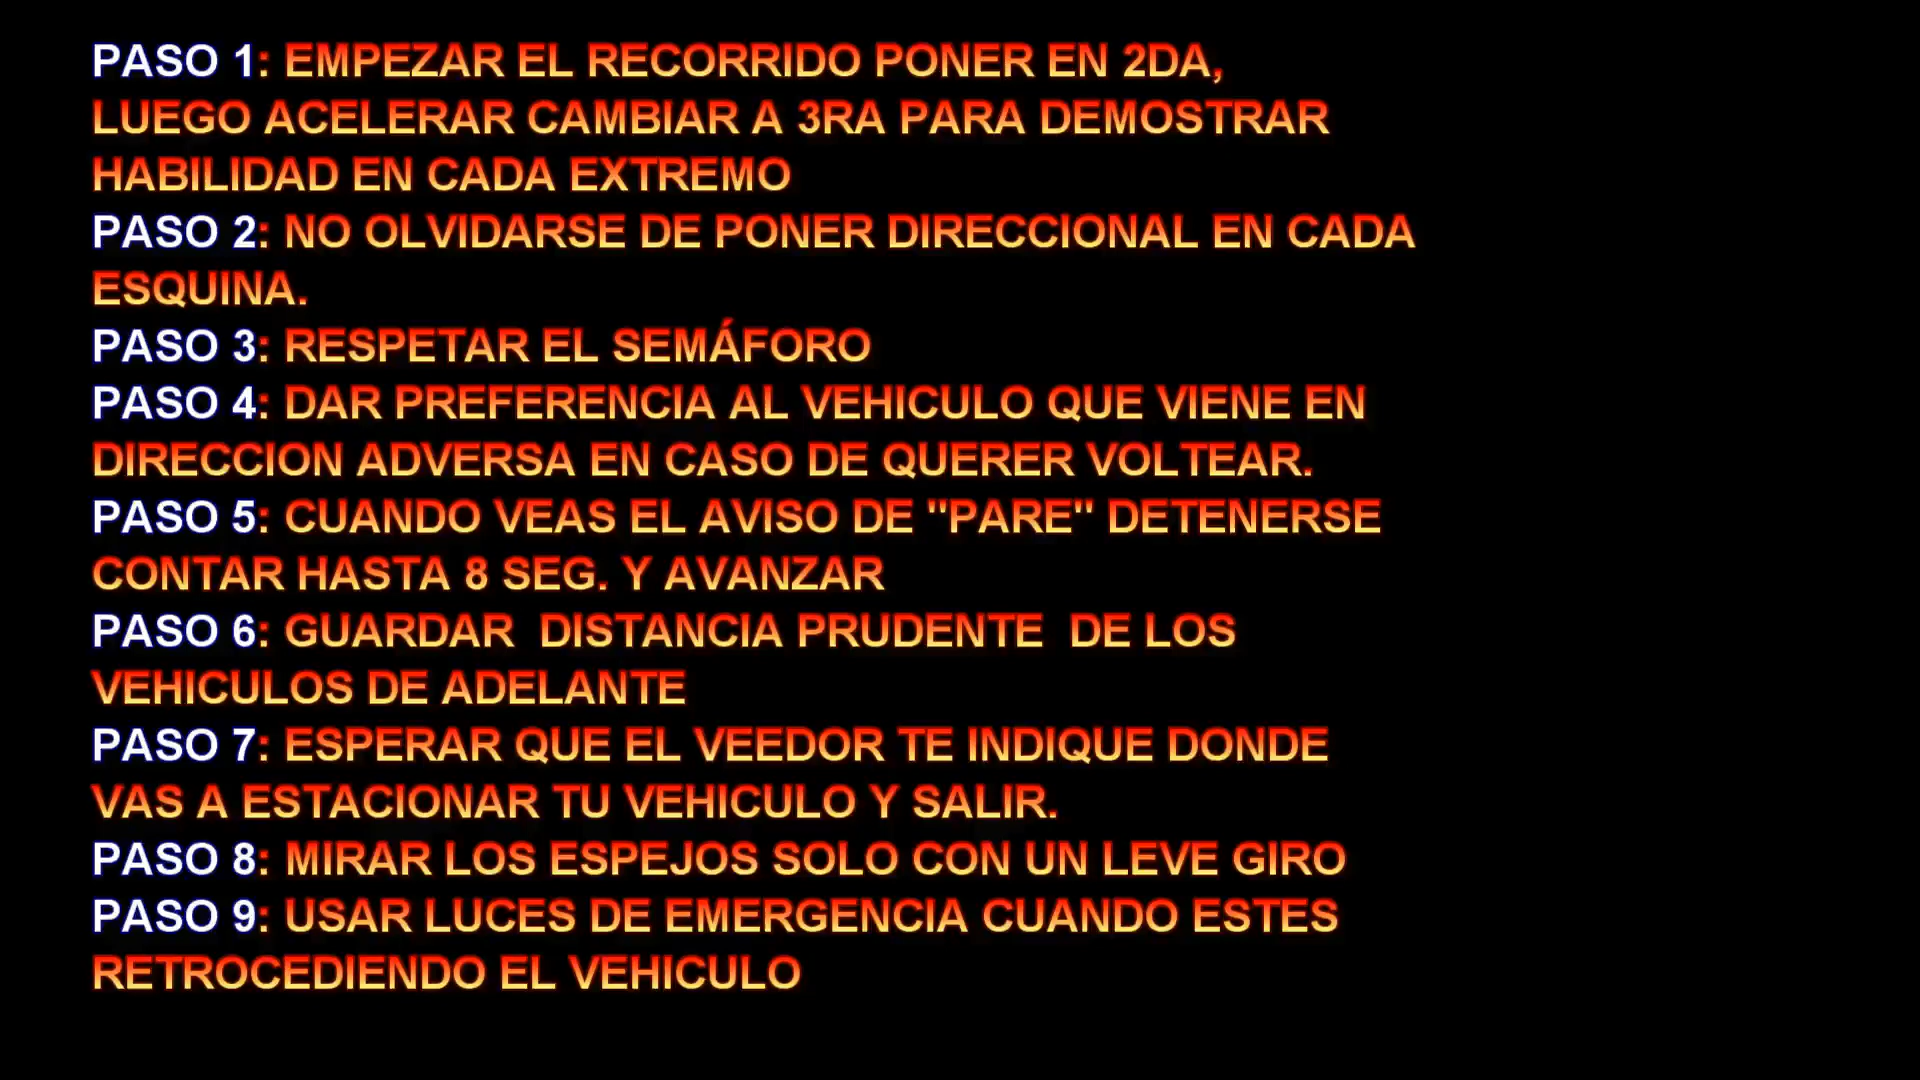 PASO 1: EMPEZAR EL RECORRIDO PONER EN 2DA,
LUEGO ACELERAR CAMBIAR A 3RA PARA DEMOSTRAR
HABILIDAD EN CADA EXTREMO
PASO 2: NO OLVIDARSE DE PONER DIRECCIONAL EN CADA
ESQUINA.
PASO 3: RESPETAR EL SEMÁFORO
PASO 4: DAR PREFERENCIA AL VEHICULO QUE VIENE EN
DIRECCION ADVERSA EN CASO DE QUERER VOLTEAR.
PASO 5: CUANDO VEAS EL AVISO DE "PARE" DETENERSE
CONTAR HASTA 8 SEG. Y AVANZAR
PASO 6: GUARDAR  DISTANCIA PRUDENTE  DE LOS
VEHICULOS DE ADELANTE
PASO 7: ESPERAR QUE EL VEEDOR TE INDIQUE DONDE
VAS A ESTACIONAR TU VEHICULO Y SALIR.
PASO 8: MIRAR LOS ESPEJOS SOLO CON UN LEVE GIRO
PASO 9: USAR LUCES DE EMERGENCIA CUANDO ESTES
RETROCEDIENDO EL VEHICULO